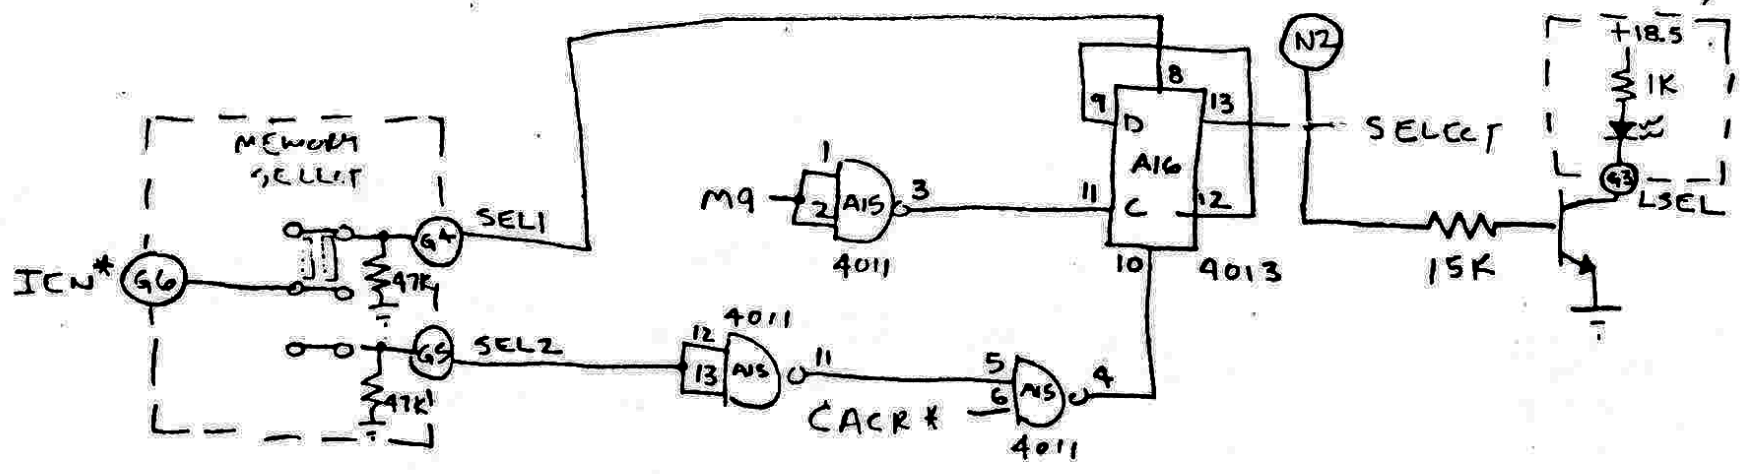 MEMORY
SELECT
ICN*
G6
47K
G4
SEL1
47K
G5
SEL2
M9
1
2
A15
3
4011
12
13
4011
A15
11
5
6
CACR*
A15
4
4011
8
9
D
13
A16
11
C
12
10
4013
SELECT
N2
15K
+18.5
1K
G3
LSEL